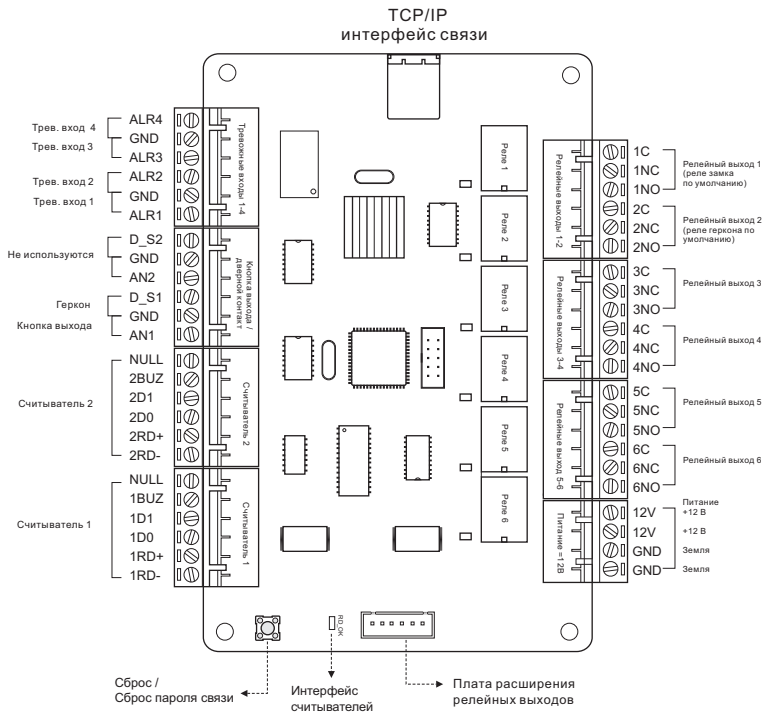 TCP/IP
интерфейс связи
ALR4
GND
ALR3
ALR2
GND
ALR1
Трев. вход 4
Трев. вход 3
Трев. вход 2
Трев. вход 1
Тревожные входы 1-4
D_S2
GND
AN2
D_S1
GND
AN1
Не используются
Геркон
Кнопка выхода
Кнопка выхода /
дверной контакт
NULL
2BUZ
2D1
2D0
2RD+
2RD-
Считыватель 2
Считыватель 2
NULL
1BUZ
1D1
1D0
1RD+
1RD-
Считыватель 1
Считыватель 1
Реле 1
Реле 2
Реле 3
Реле 4
Реле 5
Реле 6
Релейные выходы 1-2
1C
1NC
1NO
2C
2NC
2NO
Релейный выход 1
(реле замка
по умолчанию)
Релейный выход 2
(реле геркона по
умолчанию)
Релейные выходы 3-4
3C
3NC
3NO
4C
4NC
4NO
Релейный выход 3
Релейный выход 4
Релейные выход 5-6
5C
5NC
5NO
6C
6NC
6NO
Релейный выход 5
Релейный выход 6
Питание =12В
12V
12V
GND
GND
Питание
+12 В
+12 В
Земля
Земля
RD_OK
Сброс /
Сброс пароля связи
Интерфейс
считывателей
Плата расширения
релейных выходов